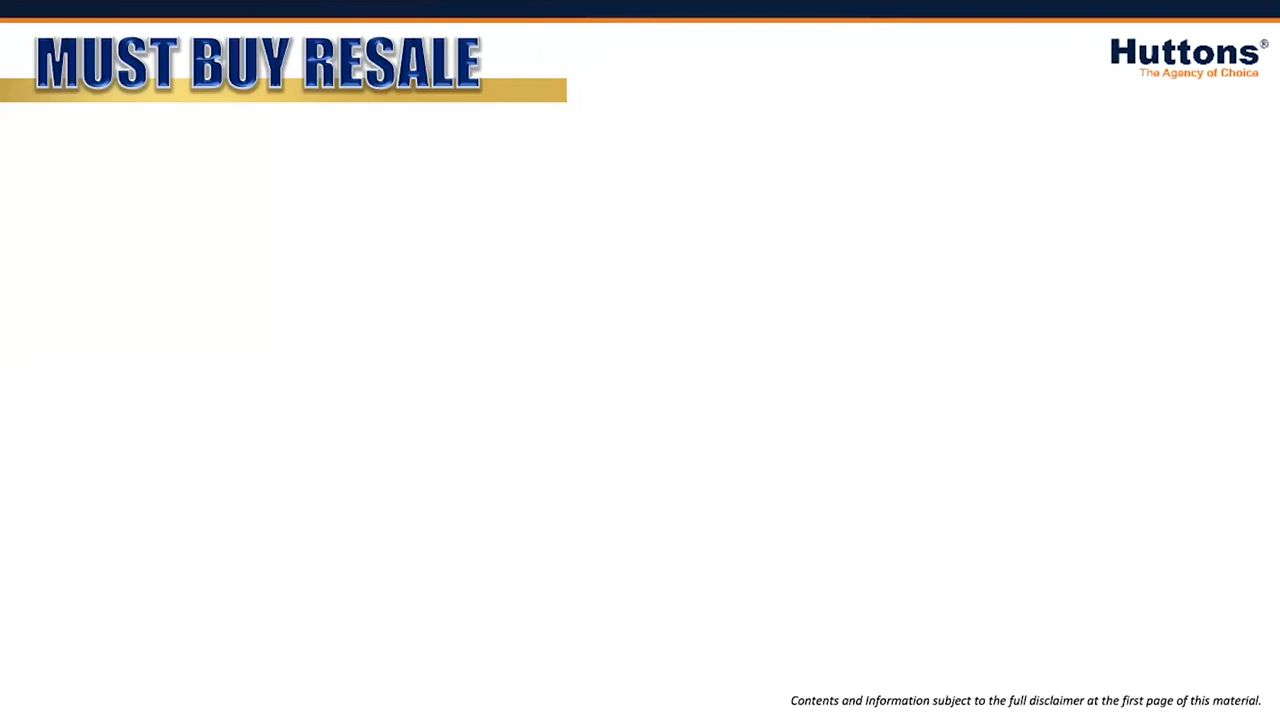 MUST BUY RESALE
Huttons®
The Agency of Choice
Contents and Information subject to the full disclaimer at the first page of this material.